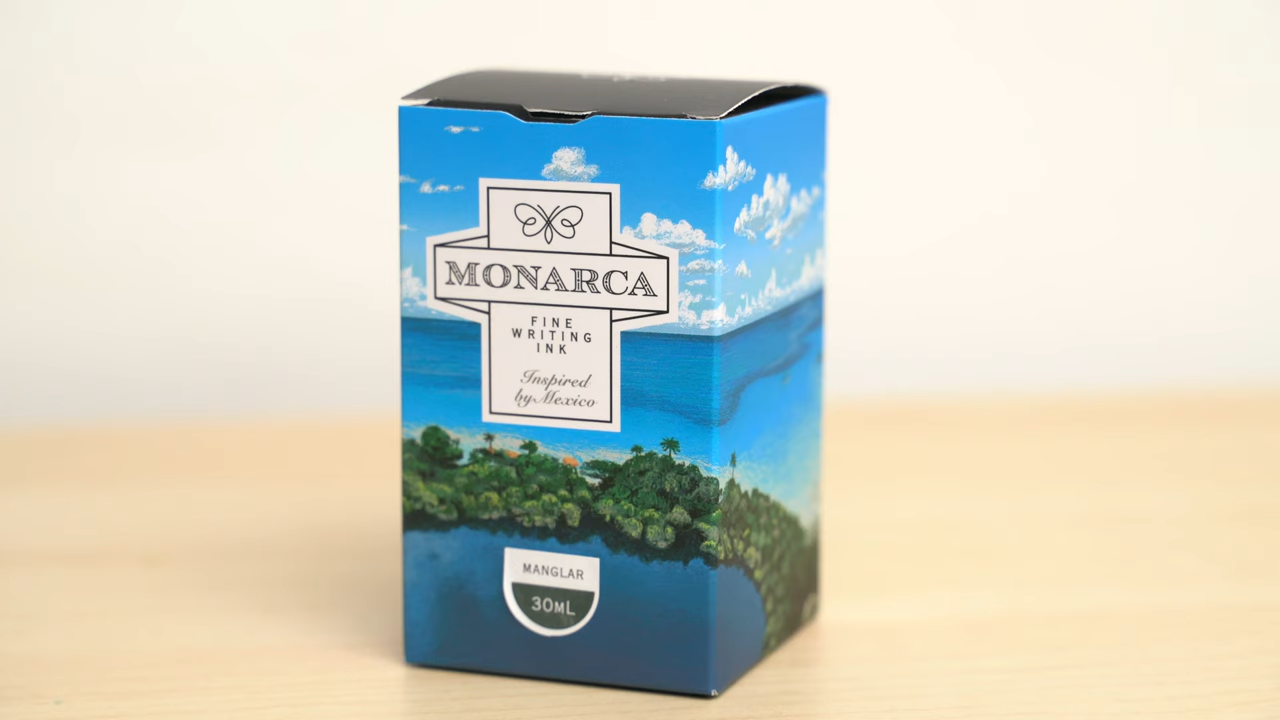 MONARCA
FINE
WRITING
INK
Inspired
by Mexico
MANGLAR
30ML